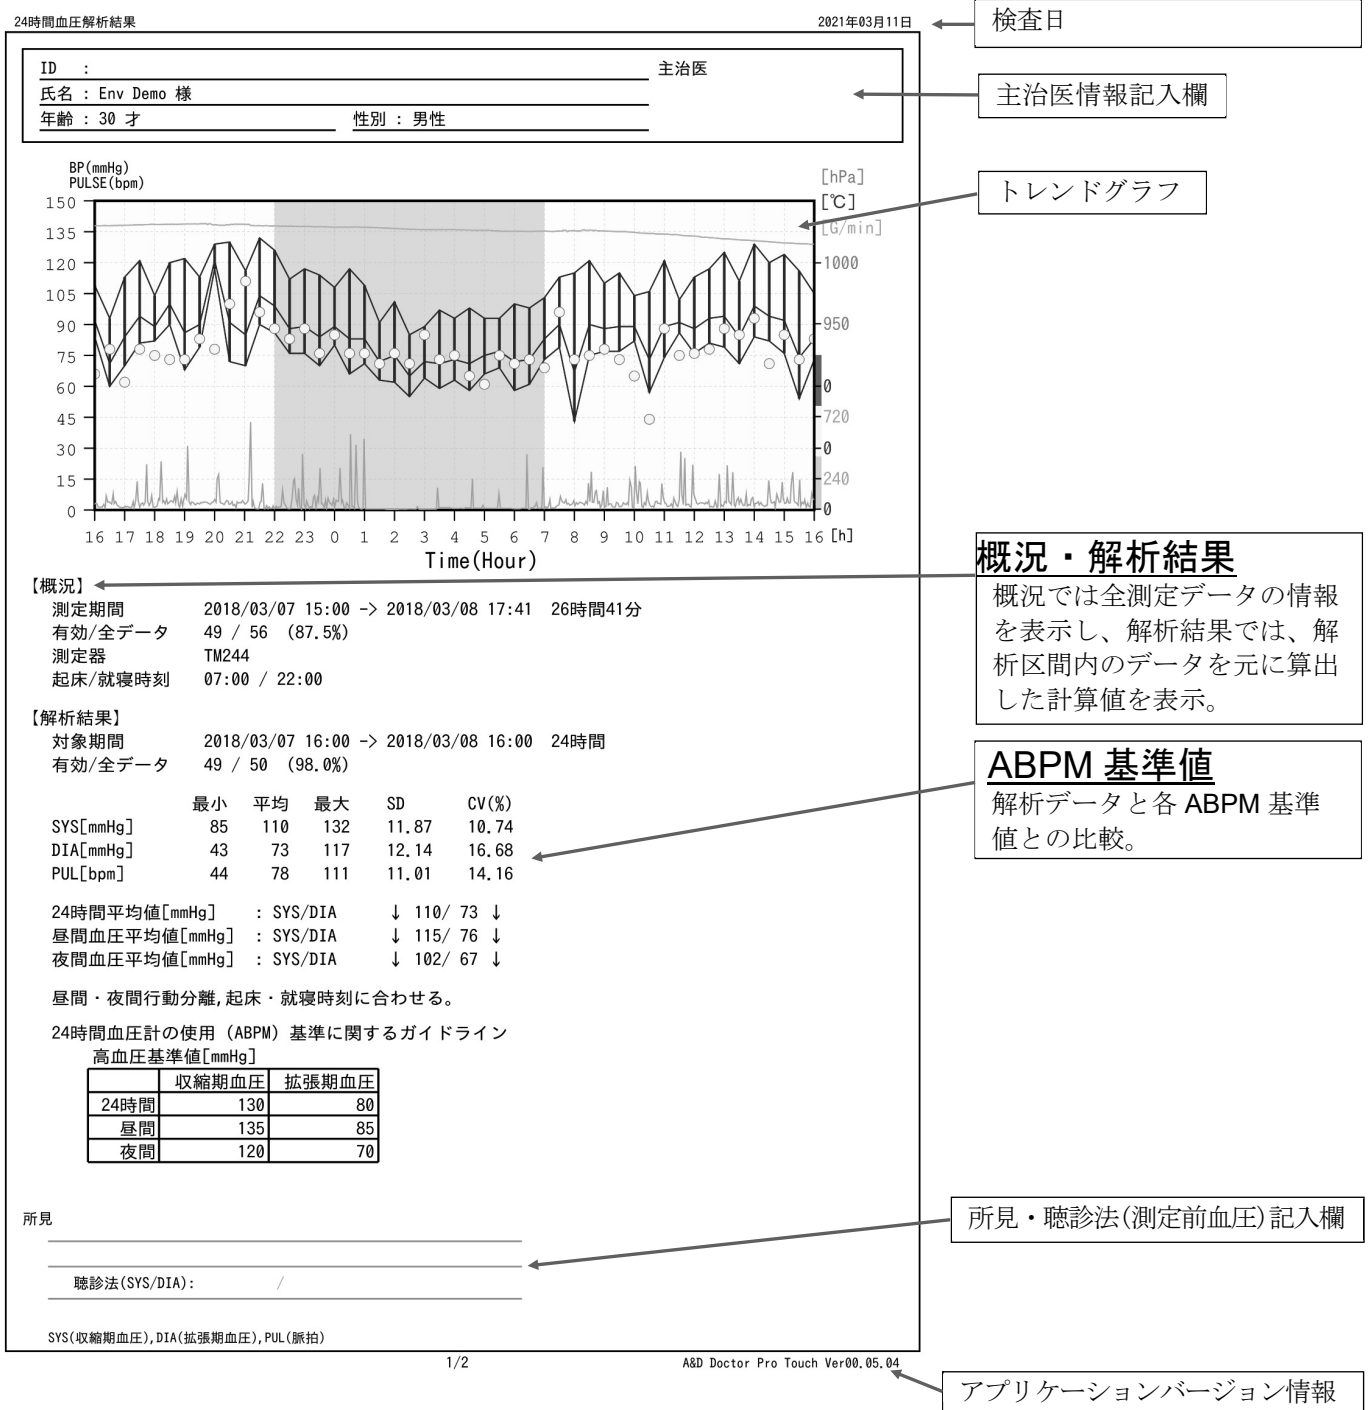 24時間血圧解析結果
2021年03月11日
検査日
ID :
主治医
氏名 : Env Demo 様
年齢 : 30 才
性別 : 男性
主治医情報記入欄
BP(mmHg)
PULSE(bpm)
[hPa]
[℃]
[G/min]
トレンドグラフ
150
135
120
105
90
75
60
45
30
15
0
1000
950
0
720
0
240
0
16 17 18 19 20 21 22 23 0 1 2 3 4 5 6 7 8 9 10 11 12 13 14 15 16 [h]
Time(Hour)
【概況】
測定期間 2018/03/07 15:00 -> 2018/03/08 17:41 26時間41分
有効/全データ 49 / 56 (87.5%)
測定器 TM244
起床/就寝時刻 07:00 / 22:00
概況・解析結果
概況では全測定データの情報
を表示し、解析結果では、解
析区間内のデータを元に算出
した計算値を表示。
【解析結果】
対象期間 2018/03/07 16:00 -> 2018/03/08 16:00 24時間
有効/全データ 49 / 50 (98.0%)
ABPM 基準値
解析データと各 ABPM 基準
値との比較。
最小 平均 最大 SD CV(%)
SYS[mmHg] 85 110 132 11.87 10.74
DIA[mmHg] 43 73 117 12.14 16.68
PUL[bpm] 44 78 111 11.01 14.16
24時間平均値[mmHg] : SYS/DIA ↓ 110/ 73 ↓
昼間血圧平均値[mmHg] : SYS/DIA ↓ 115/ 76 ↓
夜間血圧平均値[mmHg] : SYS/DIA ↓ 102/ 67 ↓
昼間・夜間行動分離,起床・就寝時刻に合わせる。
24時間血圧計の使用（ABPM）基準に関するガイドライン
高血圧基準値[mmHg]
収縮期血圧 拡張期血圧
24時間 130 80
昼間 135 85
夜間 120 70
所見
所見・聴診法(測定前血圧)記入欄
聴診法(SYS/DIA): /
SYS(収縮期血圧),DIA(拡張期血圧),PUL(脈拍)
1/2
A&D Doctor Pro Touch Ver00.05.04
アプリケーションバージョン情報